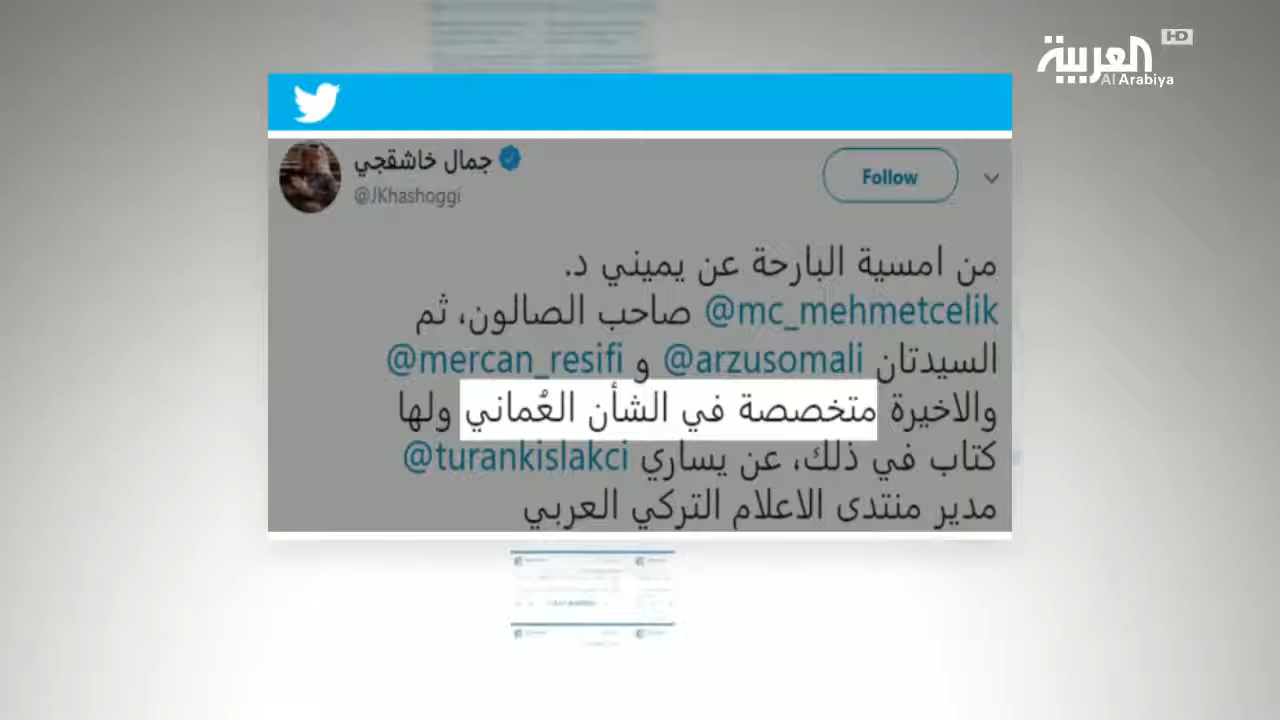 العربية HD
Al Arabiya
جمال خاشقجي
@JKhashoggi
Follow
من امسية البارحة عن يميني د.
@mc_mehmetcelik صاحب الصالون، ثم
السيدتان @arzusomali و @mercan_resifi
والاخيرة متخصصة في الشأن العُماني ولها
كتاب في ذلك، عن يساري @turankislakci
مدير منتدى الاعلام التركي العربي